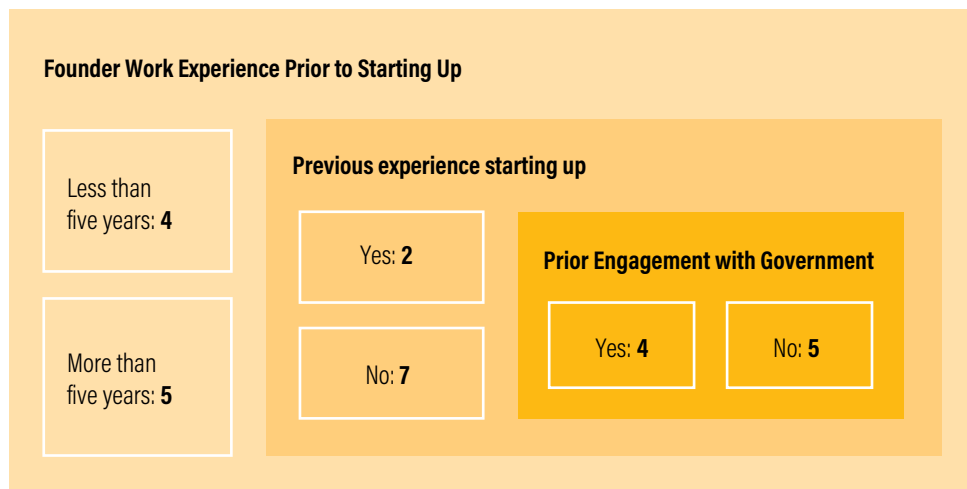 Founder Work Experience Prior to Starting Up
Less than
five years: 4
More than
five years: 5
Previous experience starting up
Yes: 2
No: 7
Prior Engagement with Government
Yes: 4
No: 5